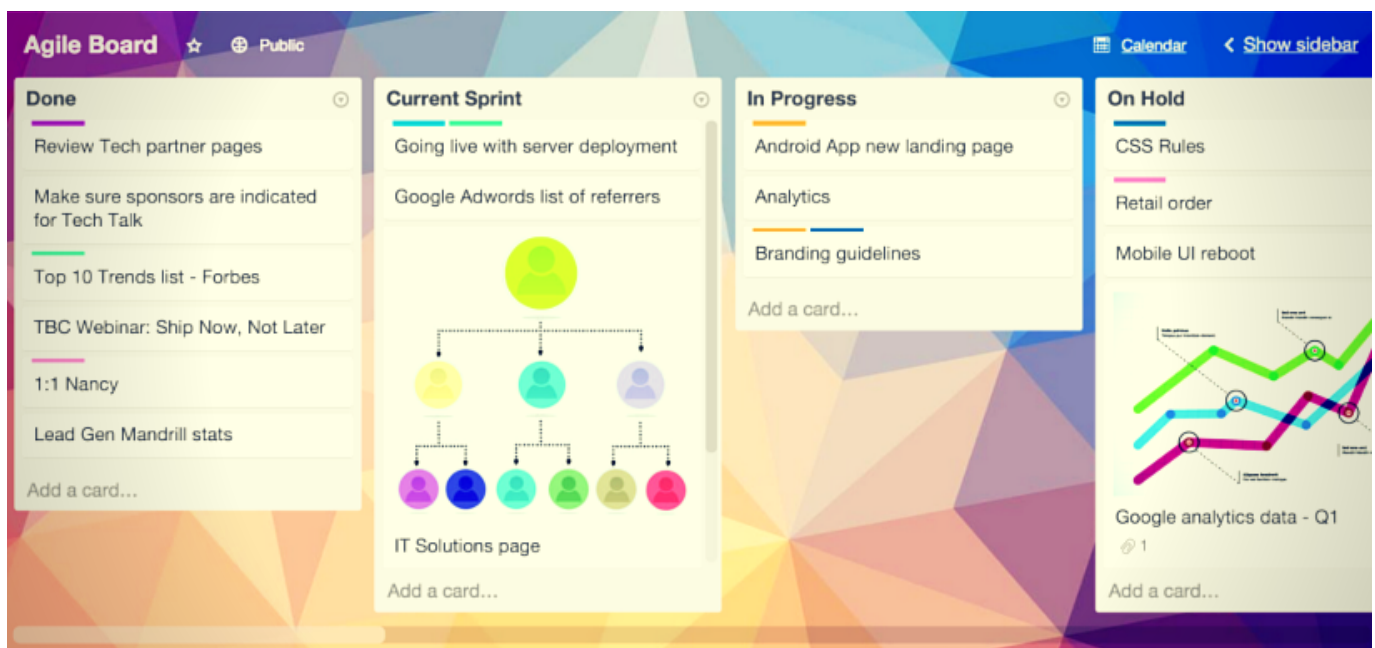 Agile Board
Public
Calendar
Show sidebar
Done
Review Tech partner pages
Make sure sponsors are indicated
for Tech Talk
Top 10 Trends list - Forbes
TBC Webinar: Ship Now, Not Later
1:1 Nancy
Lead Gen Mandrill stats
Add a card...
Current Sprint
Going live with server deployment
Google Adwords list of referrers
IT Solutions page
Add a card...
In Progress
Android App new landing page
Analytics
Branding guidelines
Add a card...
On Hold
CSS Rules
Retail order
Mobile UI reboot
Google analytics data - Q1
1
Add a card...